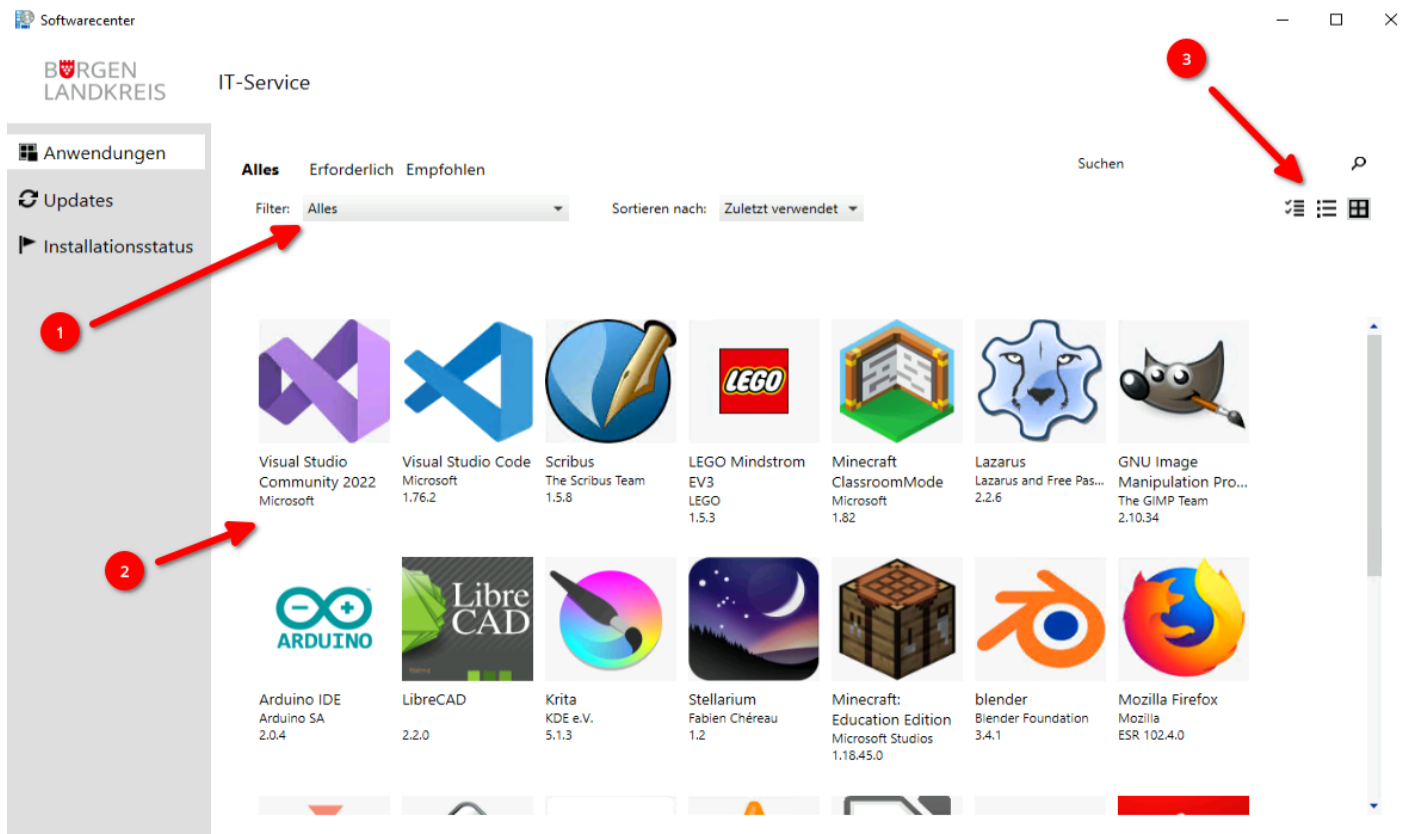 Softwarecenter
BURGEN
LANDKREIS
IT-Service
3
Anwendungen
Updates
Installationsstatus
Alles Erforderlich Empfohlen
Suchen
Filter: Alles
Sortieren nach: Zuletzt verwendet
1
LEGO
Visual Studio
Community 2022
Microsoft
Visual Studio Code
Microsoft
1.76.2
Scribus
The Scribus Team
1.5.8
LEGO Mindstrom
EV3
LEGO
1.5.3
Minecraft
ClassroomMode
Microsoft
1.82
Lazarus
Lazarus and Free Pas...
2.2.6
GNU Image
Manipulation Pro...
The GIMP Team
2.10.34
2
ARDUINO
Libre
CAD
Arduino IDE
Arduino SA
2.0.4
LibreCAD
2.2.0
Krita
KDE e.V.
5.1.3
Stellarium
Fabien Chéreau
1.2
Minecraft:
Education Edition
Microsoft Studios
1.18.45.0
blender
Blender Foundation
3.4.1
Mozilla Firefox
Mozilla
ESR 102.4.0